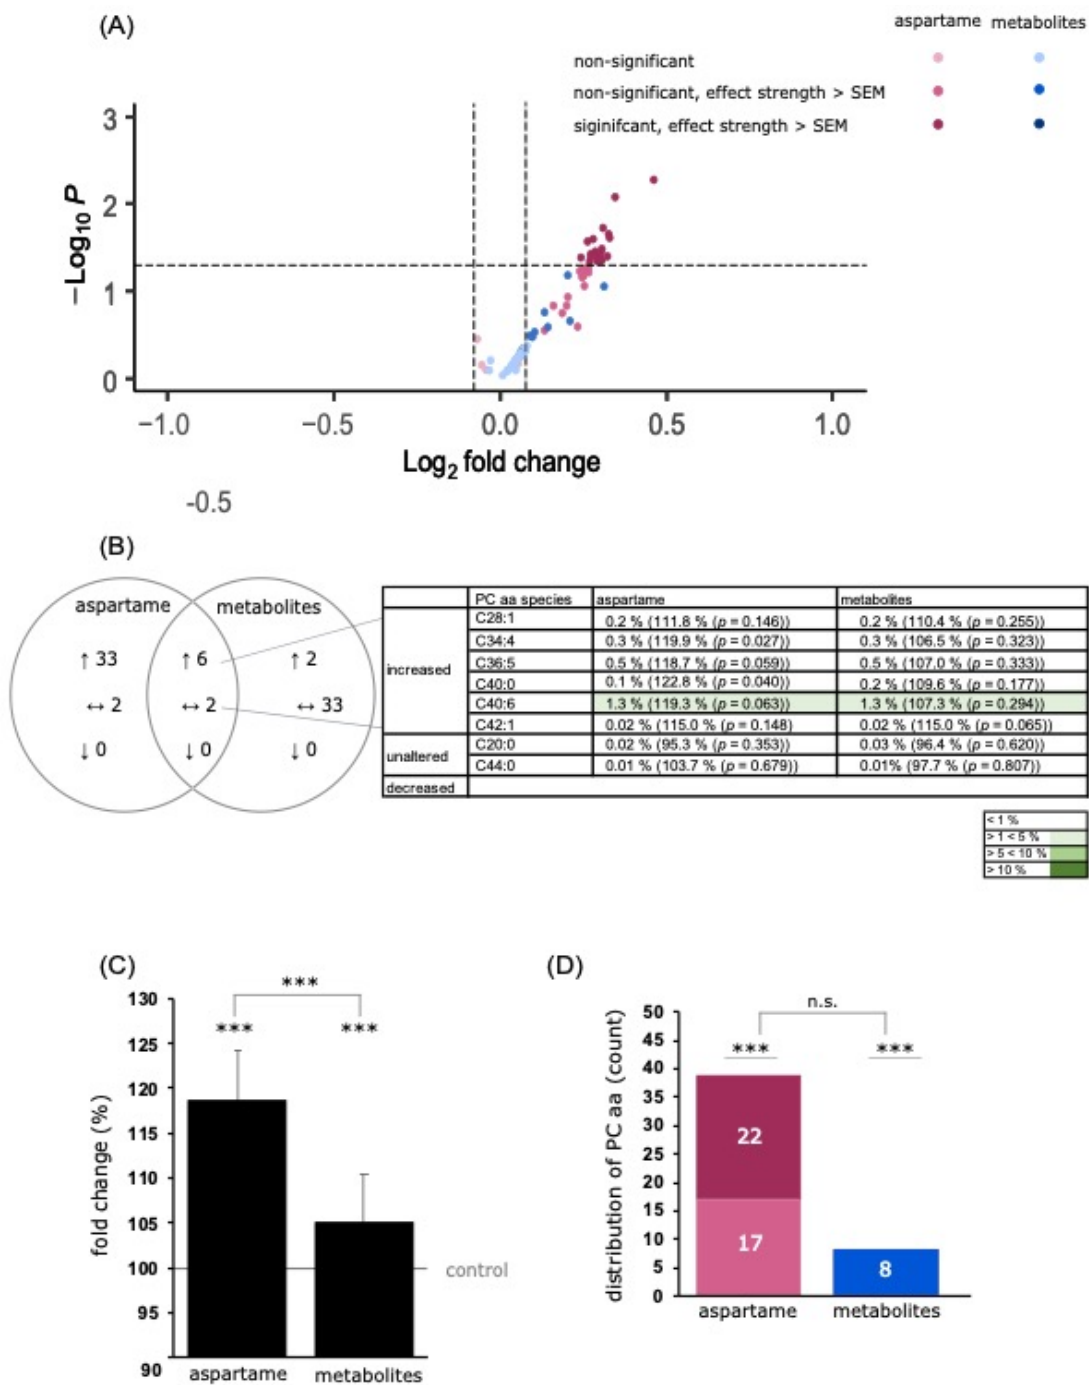 (A)
aspartame metabolites
non-significant
non-significant, effect strength > SEM
siginifcant, effect strength > SEM
3
2
1
0
−Log10 P
−1.0 −0.5 0.0 0.5 1.0
Log2 fold change
-0.5
(B)
aspartame metabolites
↑ 33 ↑ 6 ↑ 2
↔ 2 ↔ 2 ↔ 33
↓ 0 ↓ 0 ↓ 0
PC aa species aspartame metabolites
increased
C28:1 0.2 % (111.8 % (p = 0.146)) 0.2 % (110.4 % (p = 0.255))
C34:4 0.3 % (119.9 % (p = 0.027)) 0.3 % (106.5 % (p = 0.323))
C36:5 0.5 % (118.7 % (p = 0.059)) 0.5 % (107.0 % (p = 0.333))
C40:0 0.1 % (122.8 % (p = 0.040)) 0.2% (109.6 % (p = 0.177))
C40:6 1.3 % (119.3 % (p = 0.063)) 1.3 % (107.3 % (p = 0.294))
C42:1 0.02 % (115.0 % (p = 0.148) 0.02 % (115.0 % (p = 0.065))
unaltered
C20:0 0.02 % (95.3 % (p = 0.353)) 0.03 % (96.4 % (p = 0.620))
C44:0 0.01 % (103.7 % (p = 0.679)) 0.01% (97.7 % (p = 0.807))
decreased
< 1 %
> 1 < 5 %
> 5 < 10 %
> 10 %
(C)
***
*** ***
130
125
120
115
110
105
100
95
90
fold change (%)
control
aspartame metabolites
(D)
n.s.
*** ***
50
45
40
35
30
25
20
15
10
5
0
distribution of PC aa (count)
22
17
8
aspartame metabolites